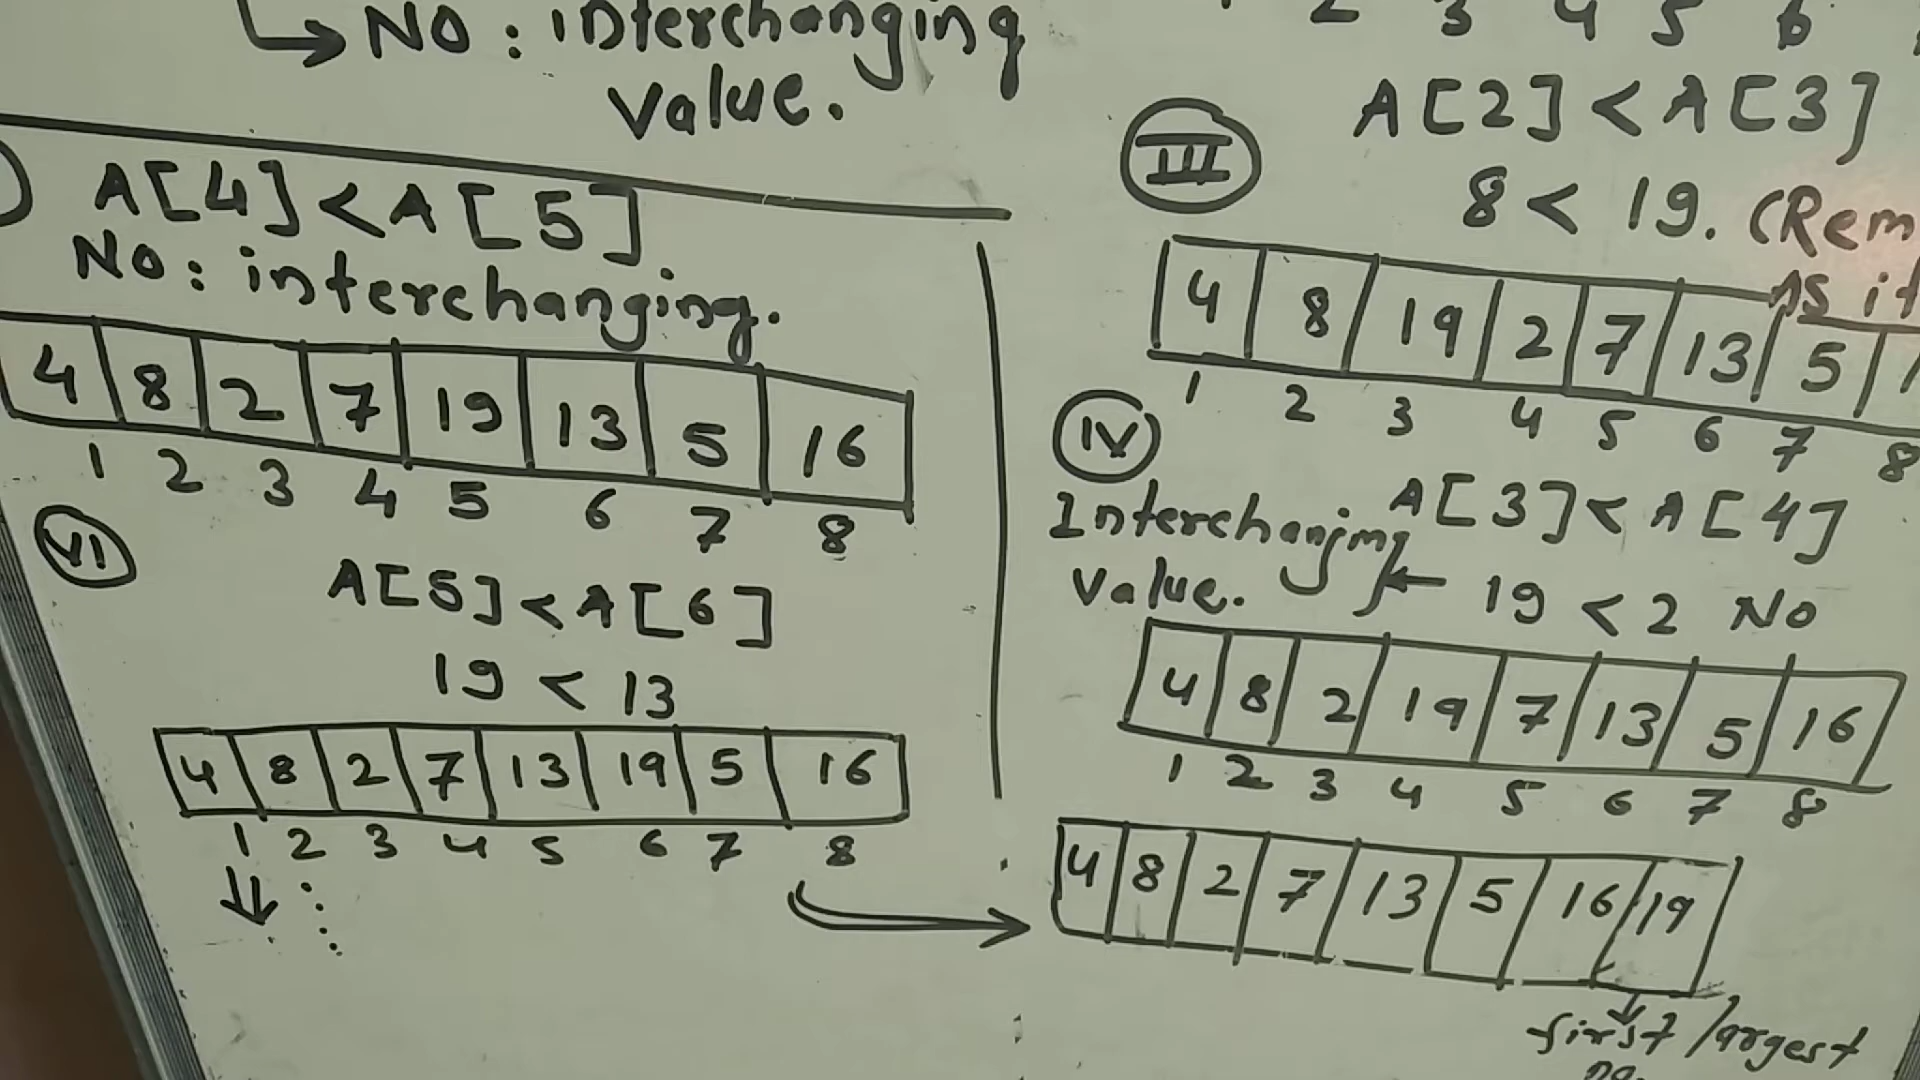 NO : interchanging
value.
A[4]<A[5]
No: interchanging.
4 8 2 7 19 13 5 16
1 2 3 4 5 6 7 8
VI
A[5]<A[6]
19 < 13
4 8 2 7 13 19 5 16
1 2 3 4 5 6 7 8
2 3 4 5 6
III
A[2]<A[3]
8 < 19. (Rem
as it
4 8 19 2 7 13 5 1
1 2 3 4 5 6 7 8
IV
A[3]<A[4]
Interchanging
value. ← 19 < 2 No
4 8 2 19 7 13 5 16
1 2 3 4 5 6 7 8
4 8 2 7 13 5 16 19
first largest
no.